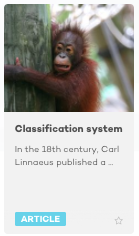 Classification system
In the 18th century, Carl
Linnaeus published a ...
ARTICLE